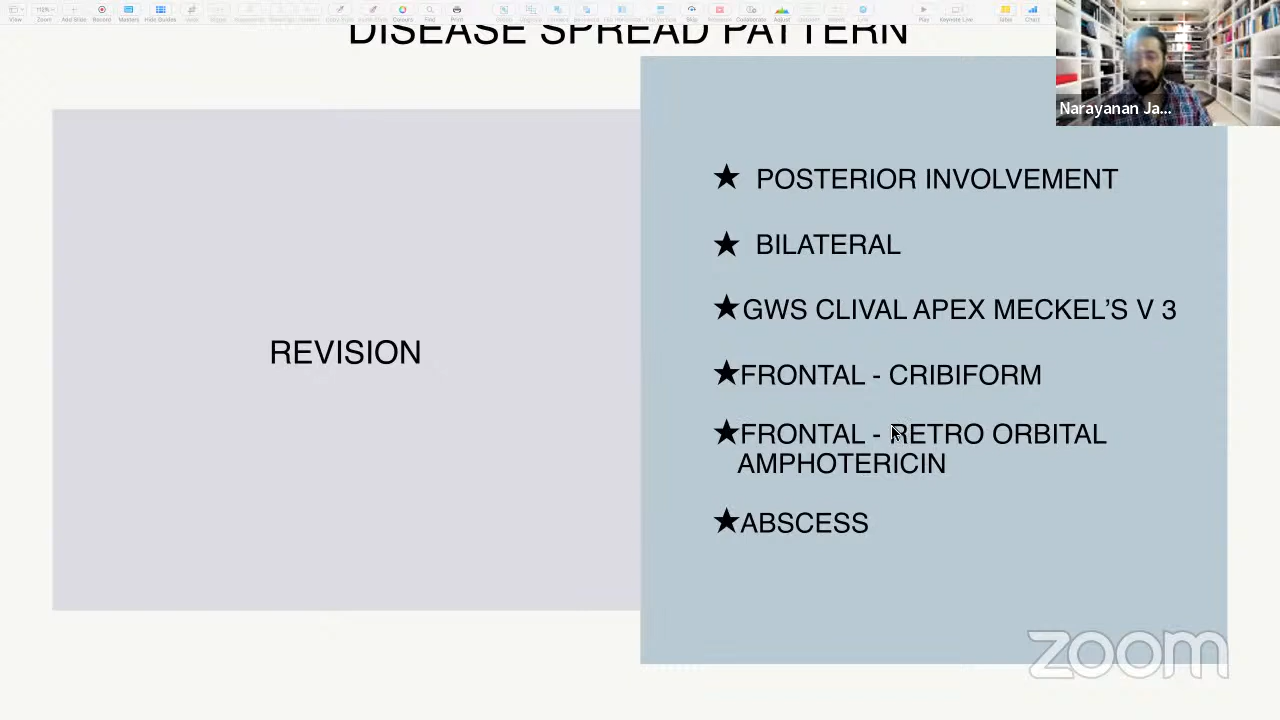 DISEASE SPREAD PATTERN
Narayanan Ja...
★ POSTERIOR INVOLVEMENT
★ BILATERAL
★GWS CLIVAL APEX MECKEL'S V 3
★FRONTAL - CRIBIFORM
REVISION
★FRONTAL - RETRO ORBITAL
AMPHOTERICIN
★ABSCESS
zoom